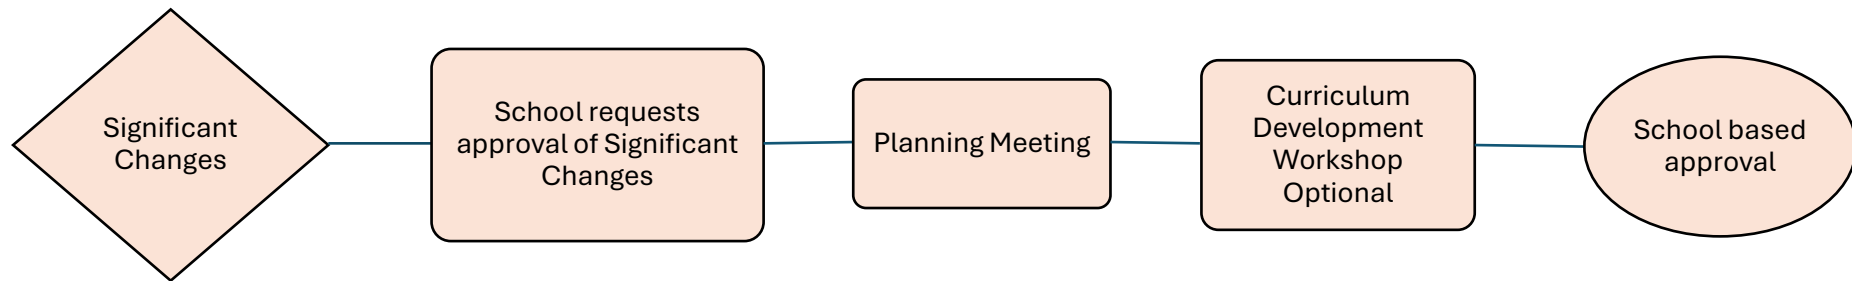 Significant
Changes
School requests
approval of Significant
Changes
Planning Meeting
Curriculum
Development
Workshop
Optional
School based
approval